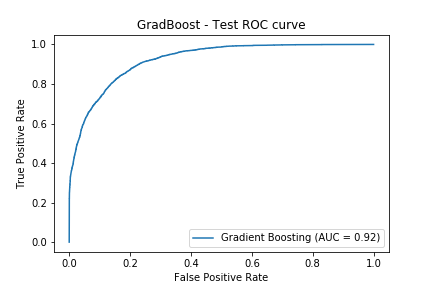 GradBoost - Test ROC curve
True Positive Rate
1.0
0.8
0.6
0.4
0.2
0.0
Gradient Boosting (AUC = 0.92)
0.0 0.2 0.4 0.6 0.8 1.0
False Positive Rate